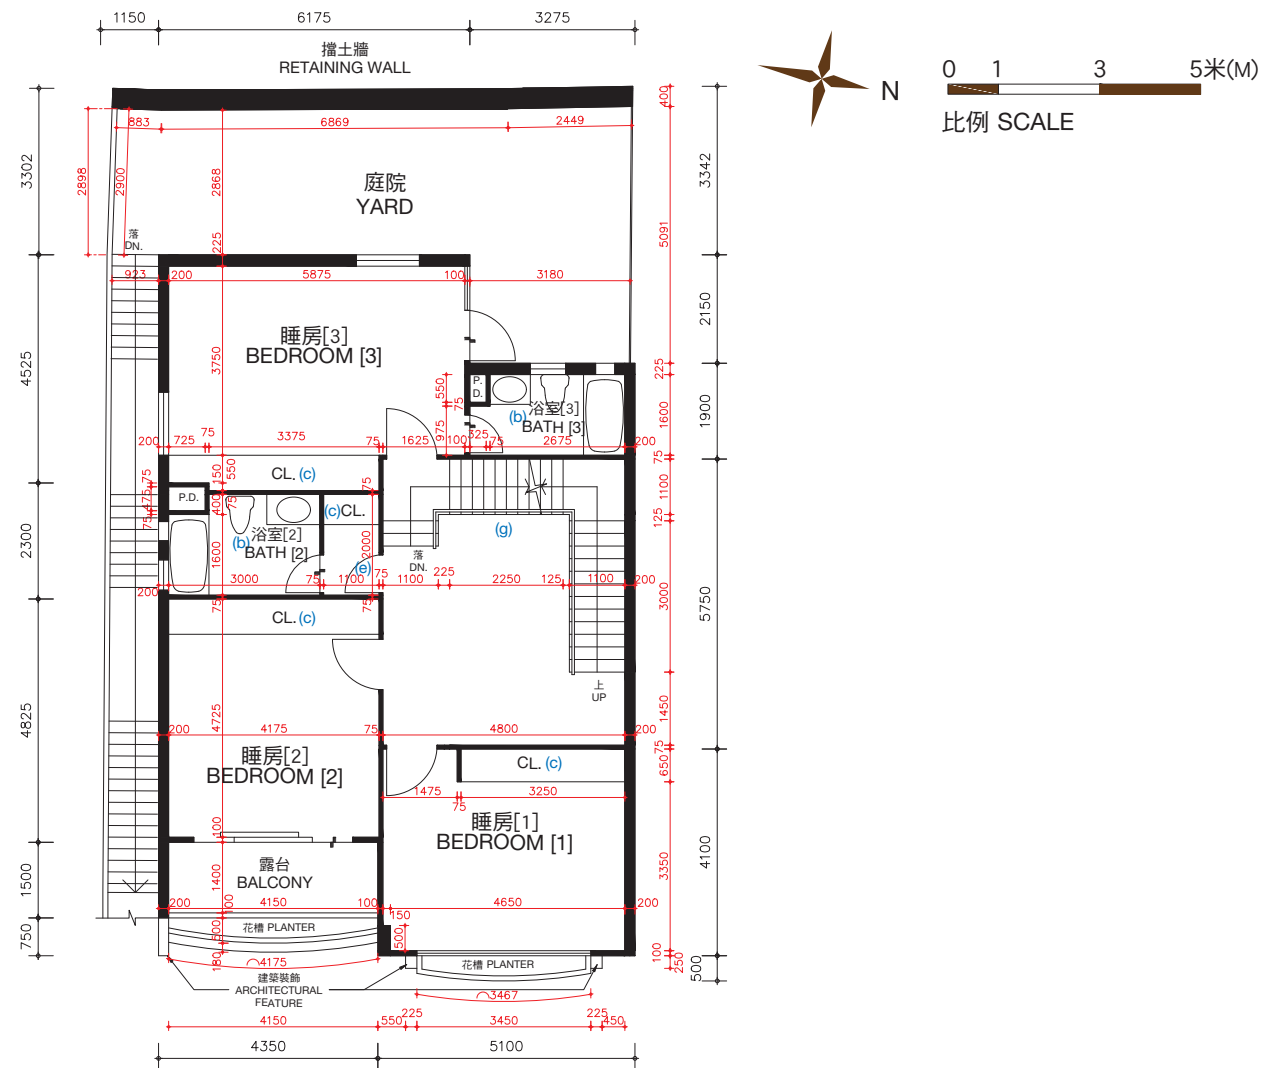 1150 6175 3275
擋土牆
RETAINING WALL
N
0 1 3 5米(M)
比例 SCALE
400
883 6869 2449
3302
2898
2900
2868
3342
庭院
YARD
5091
落
DN.
225
923 200 5875 100 3180
2150
睡房[3]
BEDROOM [3]
3750
4525
225
P.
D.
550
75
浴室[3]
(b) BATH [3]
1600
1900
975
200 725 75 3375 75 1625 100 325 75 2675 200
75
CL. (c)
550
150
75
475
75
P.D.
400
75
75
(c) CL.
1100
125
(g)
浴室[2]
(b) BATH [2]
1600
2000
2300
落
DN.
(e)
3000 75 1100 75 1100 225 2250 125 1100 200
200
75
75
3000
5750
CL. (c)
上
UP
4725
4825
1450
200 4175 75 4800 200
75
睡房[2]
BEDROOM [2]
CL. (c)
650
1475 75 3250
睡房[1]
BEDROOM [1]
100
4100
3350
露台
BALCONY
1400
1500
200 4150 100 4650 200
100
150
花槽 PLANTER
500
500
750
180
4175
花槽 PLANTER
100
250
500
建築裝飾
ARCHITECTURAL
FEATURE
3467
4150 550 225 3450 225 450
4350 5100